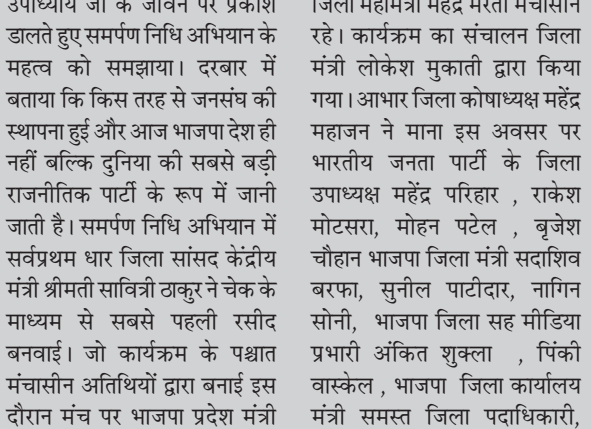 उपाध्याय जी के जीवन पर प्रकाश
डालते हुए समर्पण निधि अभियान के
महत्व को समझाया। दरबार में
बताया कि किस तरह से जनसंघ की
स्थापना हुई और आज भाजपा देश ही
नहीं बल्कि दुनिया की सबसे बड़ी
राजनीतिक पार्टी के रूप में जानी
जाती है। समर्पण निधि अभियान में
सर्वप्रथम धार जिला सांसद केंद्रीय
मंत्री श्रीमती सावित्री ठाकुर ने चेक के
माध्यम से सबसे पहली रसीद
बनवाई। जो कार्यक्रम के पश्चात
मंचासीन अतिथियों द्वारा बनाई इस
दौरान मंच पर भाजपा प्रदेश मंत्री
जिला महामंत्री महेंद्र मरेती मंचासीन
रहे। कार्यक्रम का संचालन जिला
मंत्री लोकेश मुकाती द्वारा किया
गया। आभार जिला कोषाध्यक्ष महेंद्र
महाजन ने माना इस अवसर पर
भारतीय जनता पार्टी के जिला
उपाध्यक्ष महेंद्र परिहार , राकेश
मोटसरा, मोहन पटेल , बृजेश
चौहान भाजपा जिला मंत्री सदाशिव
बरफा, सुनील पाटीदार, नागिन
सोनी, भाजपा जिला सह मीडिया
प्रभारी अंकित शुक्ला , पिंकी
वास्केल , भाजपा जिला कार्यालय
मंत्री समस्त जिला पदाधिकारी,